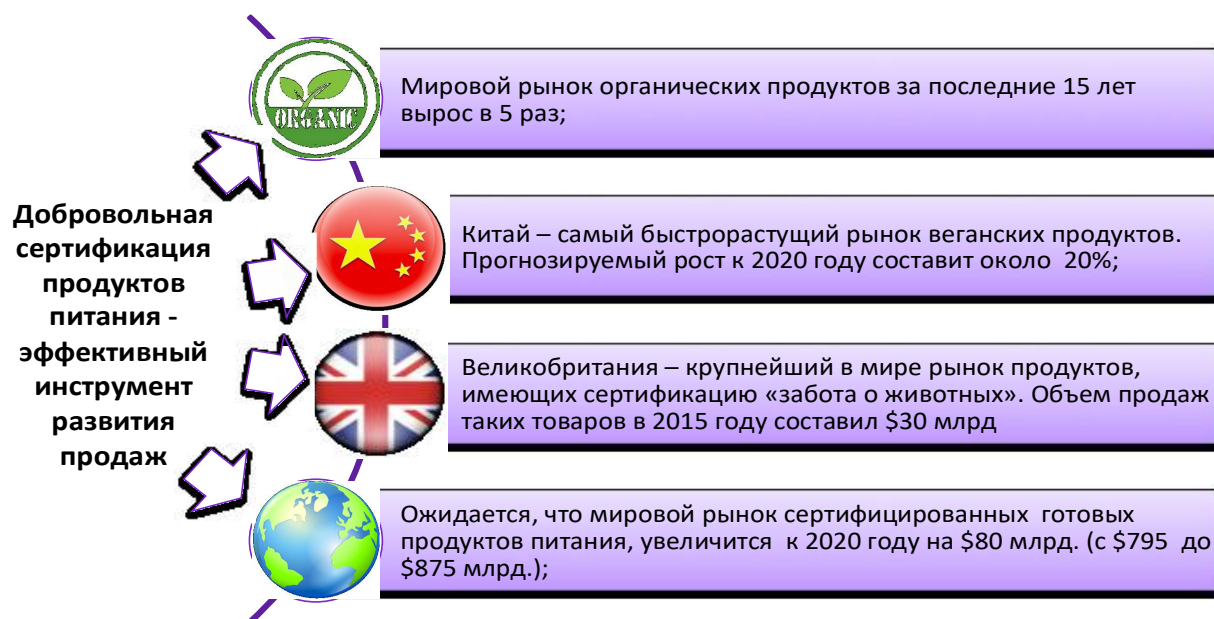 Добровольная
сертификация
продуктов
питания -
эффективный
инструмент
развития
продаж
ORGANIC
Мировой рынок органических продуктов за последние 15 лет
вырос в 5 раз;
Китай – самый быстрорастущий рынок веганских продуктов.
Прогнозируемый рост к 2020 году составит около 20%;
Великобритания – крупнейший в мире рынок продуктов,
имеющих сертификацию «забота о животных». Объем продаж
таких товаров в 2015 году составил $30 млрд
Ожидается, что мировой рынок сертифицированных готовых
продуктов питания, увеличится к 2020 году на $80 млрд. (с $795 до
$875 млрд.);